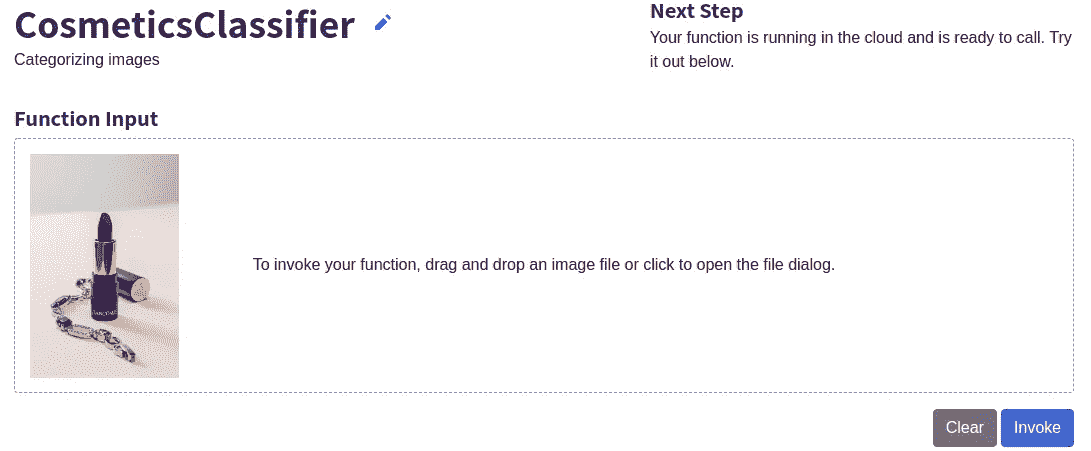 CosmeticsClassifier
Categorizing images
Next Step
Your function is running in the cloud and is ready to call. Try
it out below.
Function Input
LANCÔME
To invoke your function, drag and drop an image file or click to open the file dialog.
Clear
Invoke